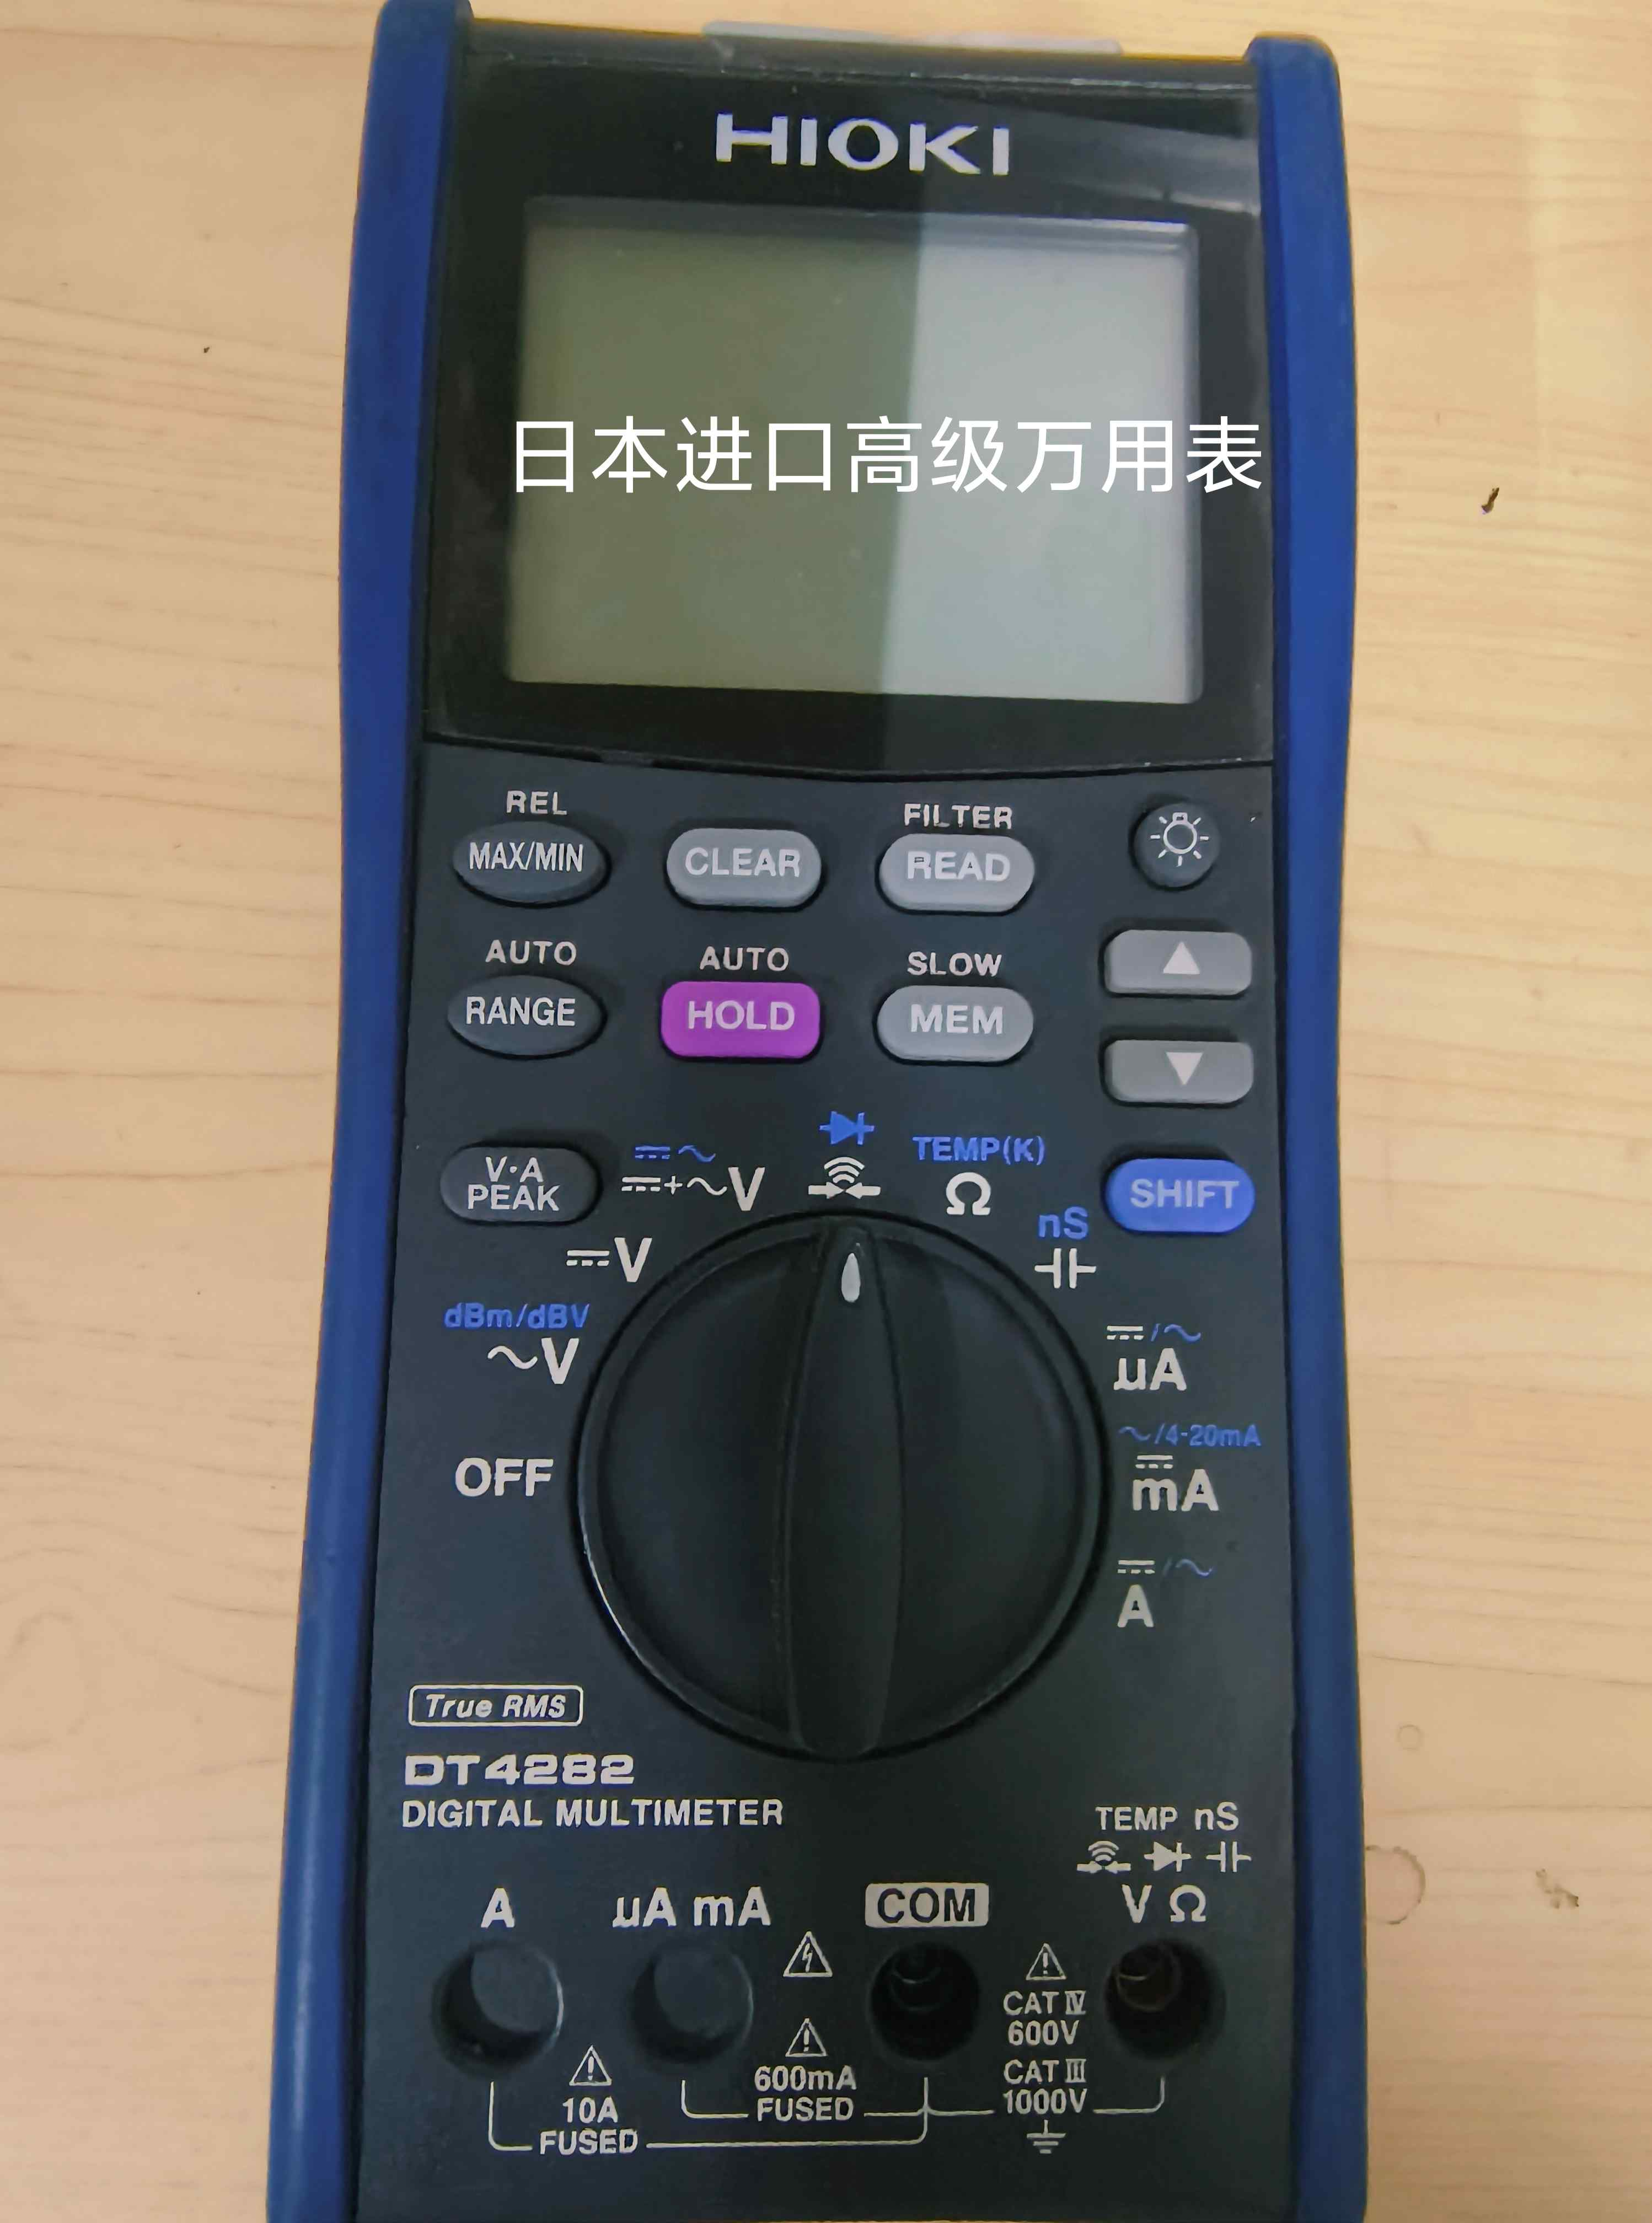 HIOKI
日本进口高级万用表
REL
MAX/MIN
CLEAR
FILTER
READ
AUTO
RANGE
AUTO
HOLD
SLOW
MEM
V·A
PEAK
+~V
TEMP(K)
Ω
SHIFT
V
nS
dBm/dBV
~V
/~
µA
~/4-20mA
mA
OFF
/~
A
True RMS
DT4282
DIGITAL MULTIMETER
TEMP nS
V Ω
A
µA mA
COM
CAT Ⅳ
600V
CAT Ⅲ
1000V
600mA
FUSED
10A
FUSED